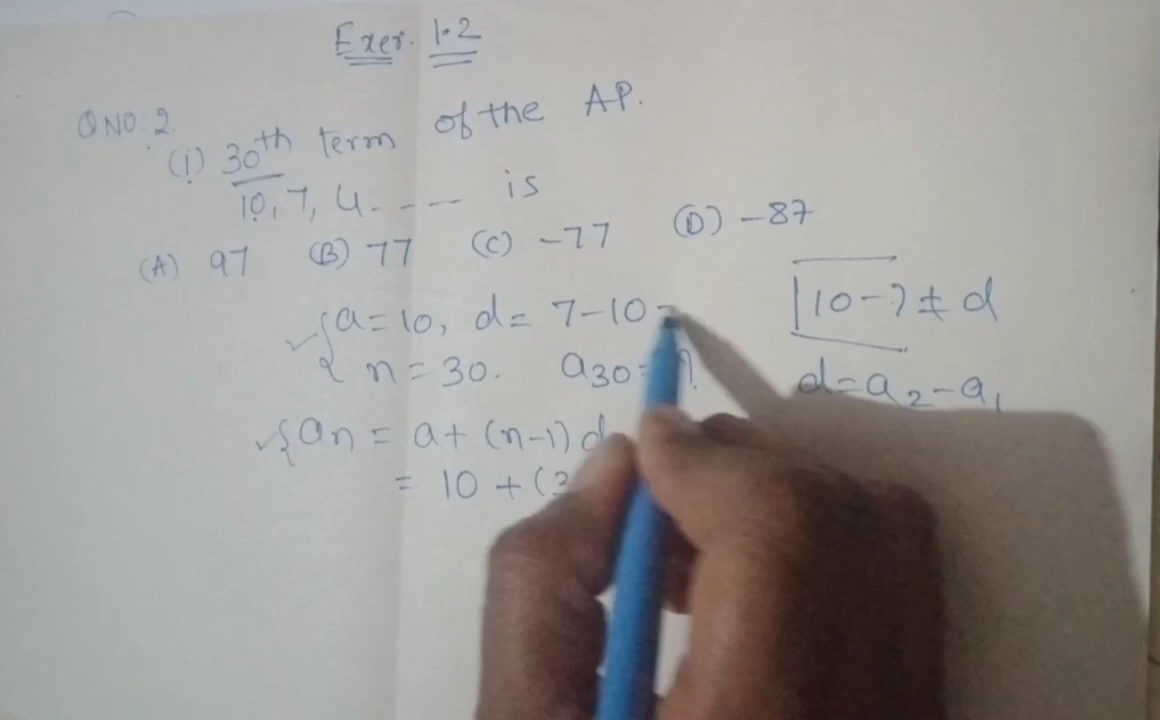 Exer. 1.2
Q NO: 2.
(i) 30th term of the AP.
10, 7, 4 - - - - is
(A) 97 (B) 77 (C) -77 (D) -87
a = 10, d = 7-10 =
10-7 ≠ d
n = 30. a30 = ?.
d = a2 - a1
an = a + (n-1) d
= 10 + (3